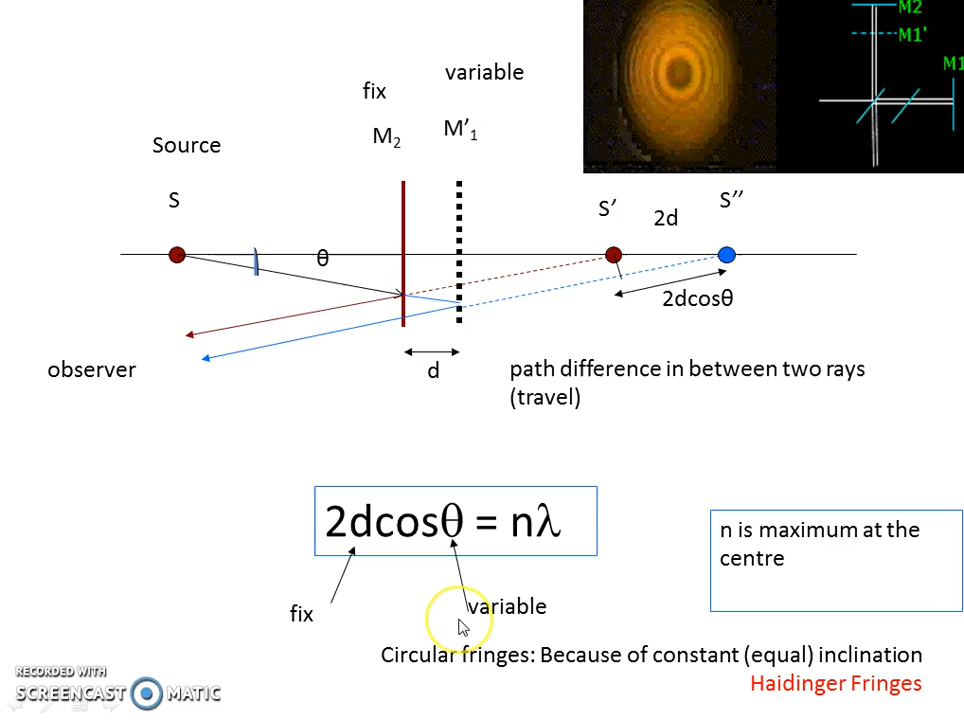 M2
M1'
M1
variable
fix
M'₁
M₂
Source
S
S'
S''
2d
θ
2dcosθ
d
observer
path difference in between two rays
(travel)
2dcosθ = nλ
n is maximum at the
centre
fix
variable
Circular fringes: Because of constant (equal) inclination
Haidinger Fringes
RECORDED WITH
SCREENCAST MATIC